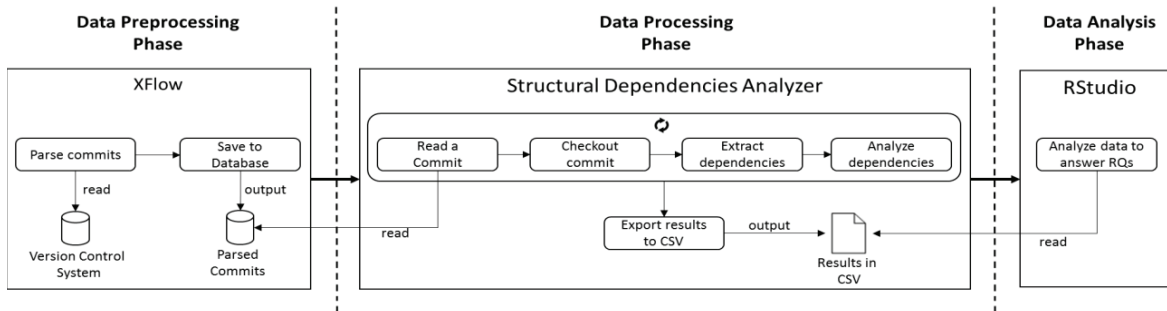 Data Preprocessing
Phase
XFlow
Parse commits
Save to
Database
read
output
Version Control
System
Parsed
Commits
Data Processing
Phase
Structural Dependencies Analyzer
Read a
Commit
Checkout
commit
Extract
dependencies
Analyze
dependencies
read
Export results
to CSV
output
Results in
CSV
Data Analysis
Phase
RStudio
Analyze data to
answer RQs
read